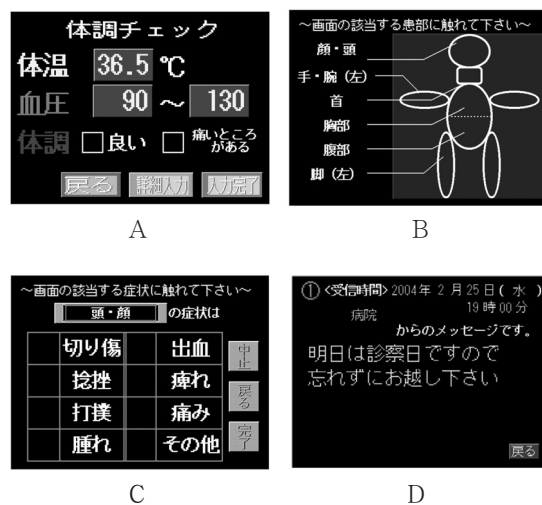 体調チェック
体温 36.5 ℃
血圧 90 ～ 130
体調 □良い □ 痛いところがある
戻る 詳細入力 入力完了
A
～画面の該当する患部に触れて下さい～
顔・頭
手・腕（左）
首
胸部
腹部
脚（左）
B
～画面の該当する症状に触れて下さい～
頭・顔 の症状は
切り傷 出血
捻挫 痺れ
打撲 痛み
腫れ その他
中止
戻る
完了
C
① <受信時間> 2004年 2月25日( 水 )
19時00分
病院
からのメッセージです。
明日は診察日ですので
忘れずにお越し下さい
戻る
D